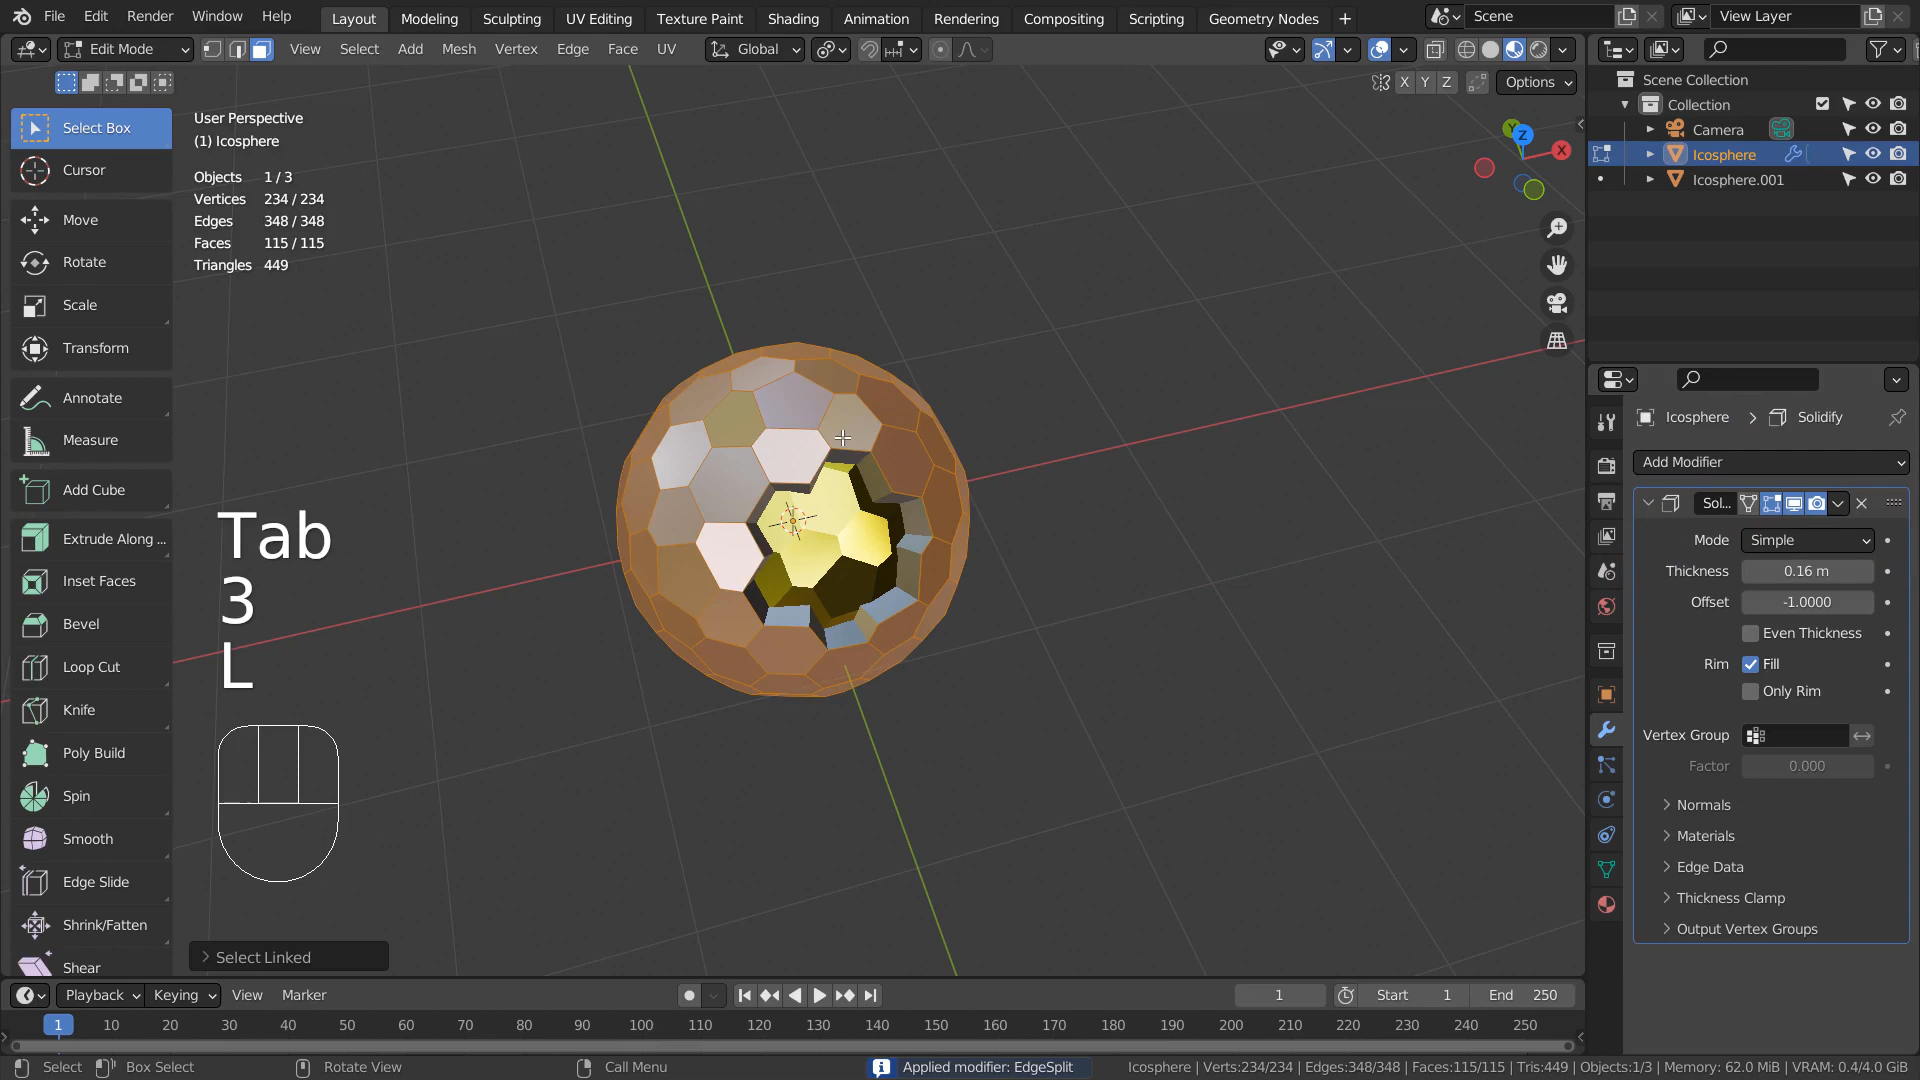 File Edit Render Window Help Layout Modeling Sculpting UV Editing Texture Paint Shading Animation Rendering Compositing Scripting Geometry Nodes + Scene View Layer
Edit Mode View Select Add Mesh Vertex Edge Face UV Global
X Y Z Options
Scene Collection
Collection
Camera
Icosphere
Icosphere.001
Select Box
Cursor
Move
Rotate
Scale
Transform
Annotate
Measure
Add Cube
Extrude Along ...
Inset Faces
Bevel
Loop Cut
Knife
Poly Build
Spin
Smooth
Edge Slide
Shrink/Fatten
Shear
User Perspective
(1) Icosphere
Objects 1 / 3
Vertices 234 / 234
Edges 348 / 348
Faces 115 / 115
Triangles 449
Y Z X
Tab
3
L
Select Linked
Icosphere > Solidify
Add Modifier
Sol...
Mode Simple
Thickness 0.16 m
Offset -1.0000
Even Thickness
Rim Fill
Only Rim
Vertex Group
Factor 0.000
Normals
Materials
Edge Data
Thickness Clamp
Output Vertex Groups
Playback Keying View Marker 1 Start 1 End 250
1 10 20 30 40 50 60 70 80 90 100 110 120 130 140 150 160 170 180 190 200 210 220 230 240 250
Select Box Select Rotate View Call Menu Applied modifier: EdgeSplit Icosphere | Verts:234/234 | Edges:348/348 | Faces:115/115 | Tris:449 | Objects:1/3 | Memory: 62.0 MiB | VRAM: 0.4/4.0 GiB